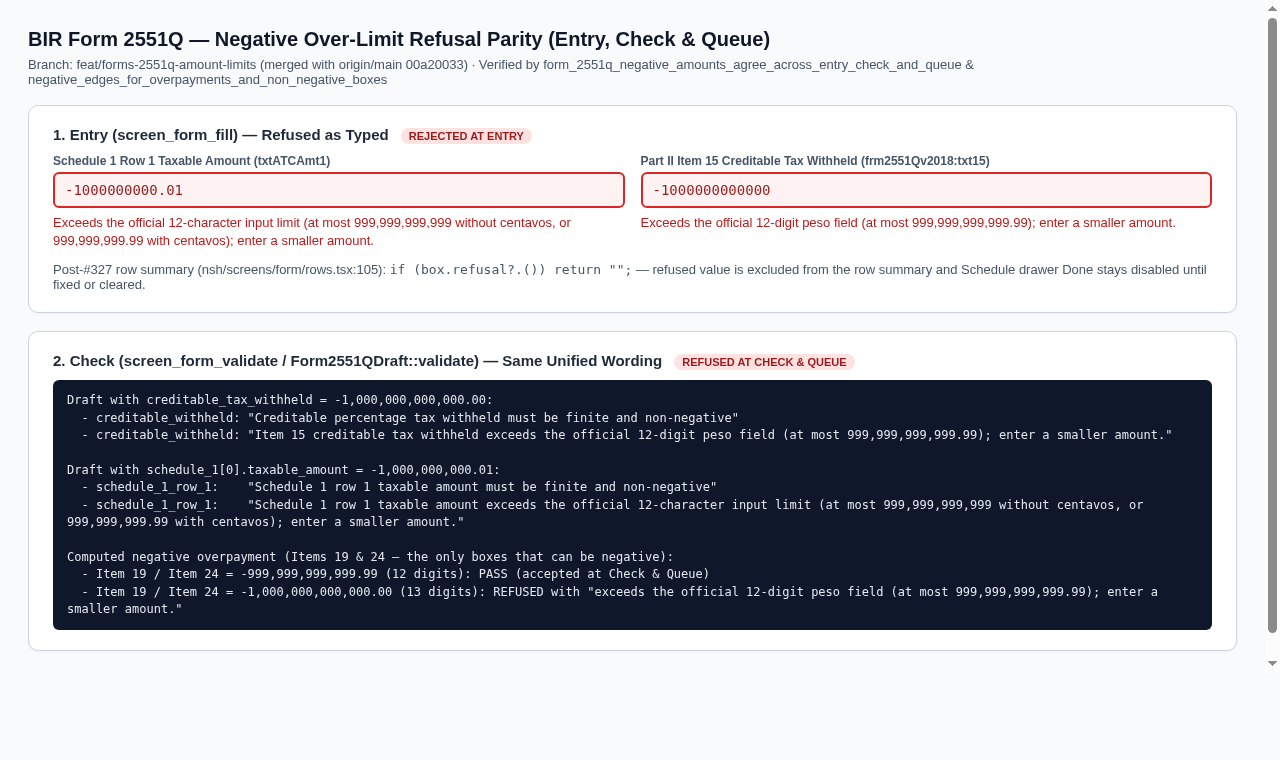 BIR Form 2551Q — Negative Over-Limit Refusal Parity (Entry, Check & Queue)
Branch: feat/forms-2551q-amount-limits (merged with origin/main 00a20033) · Verified by form_2551q_negative_amounts_agree_across_entry_check_and_queue &
negative_edges_for_overpayments_and_non_negative_boxes
1. Entry (screen_form_fill) — Refused as Typed REJECTED AT ENTRY
Schedule 1 Row 1 Taxable Amount (txtATCAmt1)
-1000000000.01
Exceeds the official 12-character input limit (at most 999,999,999,999 without centavos, or
999,999,999.99 with centavos); enter a smaller amount.
Part II Item 15 Creditable Tax Withheld (frm2551Qv2018:txt15)
-1000000000000
Exceeds the official 12-digit peso field (at most 999,999,999,999.99); enter a smaller amount.
Post-#327 row summary (nsh/screens/form/rows.tsx:105): if (box.refusal?.()) return ""; — refused value is excluded from the row summary and Schedule drawer Done stays disabled until
fixed or cleared.
2. Check (screen_form_validate / Form2551QDraft::validate) — Same Unified Wording REFUSED AT CHECK & QUEUE
Draft with creditable_tax_withheld = -1,000,000,000,000.00:
- creditable_withheld: "Creditable percentage tax withheld must be finite and non-negative"
- creditable_withheld: "Item 15 creditable tax withheld exceeds the official 12-digit peso field (at most 999,999,999,999.99); enter a smaller amount."
Draft with schedule_1[0].taxable_amount = -1,000,000,000.01:
- schedule_1_row_1: "Schedule 1 row 1 taxable amount must be finite and non-negative"
- schedule_1_row_1: "Schedule 1 row 1 taxable amount exceeds the official 12-character input limit (at most 999,999,999,999 without centavos, or
999,999,999.99 with centavos); enter a smaller amount."
Computed negative overpayment (Items 19 & 24 — the only boxes that can be negative):
- Item 19 / Item 24 = -999,999,999,999.99 (12 digits): PASS (accepted at Check & Queue)
- Item 19 / Item 24 = -1,000,000,000,000.00 (13 digits): REFUSED with "exceeds the official 12-digit peso field (at most 999,999,999,999.99); enter a
smaller amount."